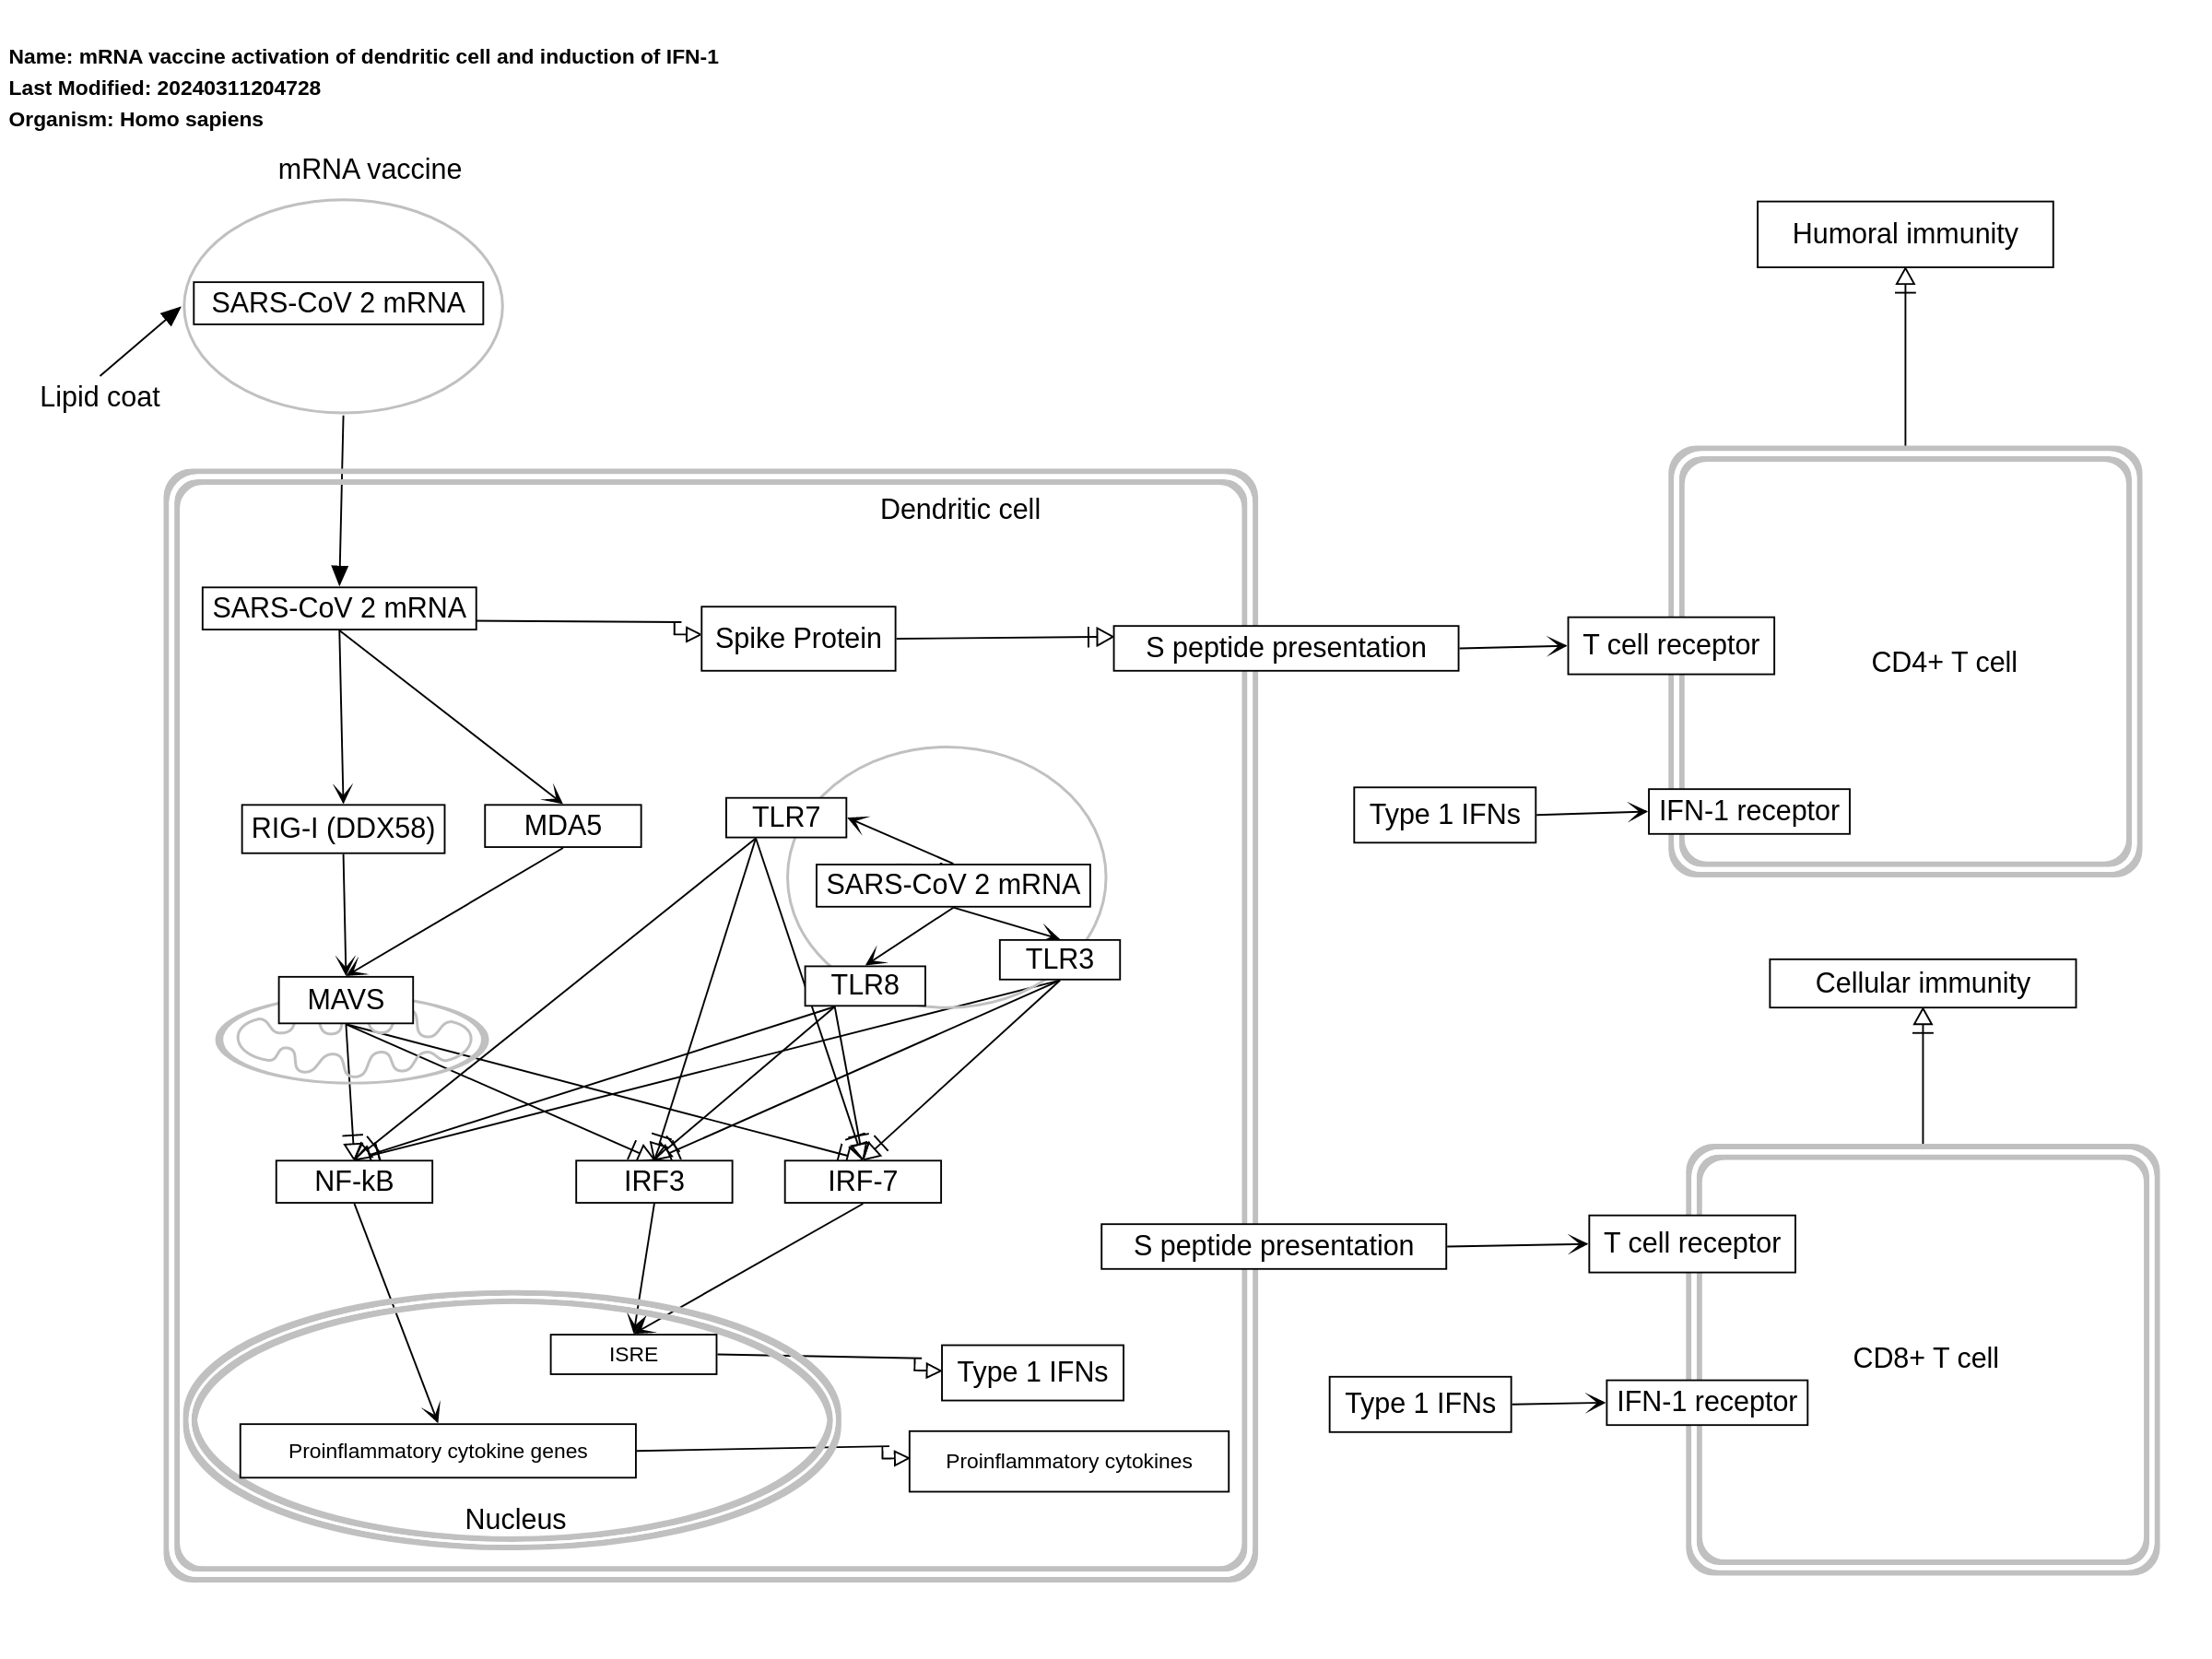 Name: mRNA vaccine activation of dendritic cell and induction of IFN-1
Last Modified: 20240311204728
Organism: Homo sapiens
mRNA vaccine
SARS-CoV 2 mRNA
Lipid coat
Humoral immunity
Dendritic cell
SARS-CoV 2 mRNA
Spike Protein
S peptide presentation
T cell receptor
CD4+ T cell
RIG-I (DDX58)
MDA5
TLR7
Type 1 IFNs
IFN-1 receptor
SARS-CoV 2 mRNA
TLR3
TLR8
MAVS
Cellular immunity
NF-kB
IRF3
IRF-7
S peptide presentation
T cell receptor
ISRE
Type 1 IFNs
CD8+ T cell
Type 1 IFNs
IFN-1 receptor
Proinflammatory cytokine genes
Proinflammatory cytokines
Nucleus